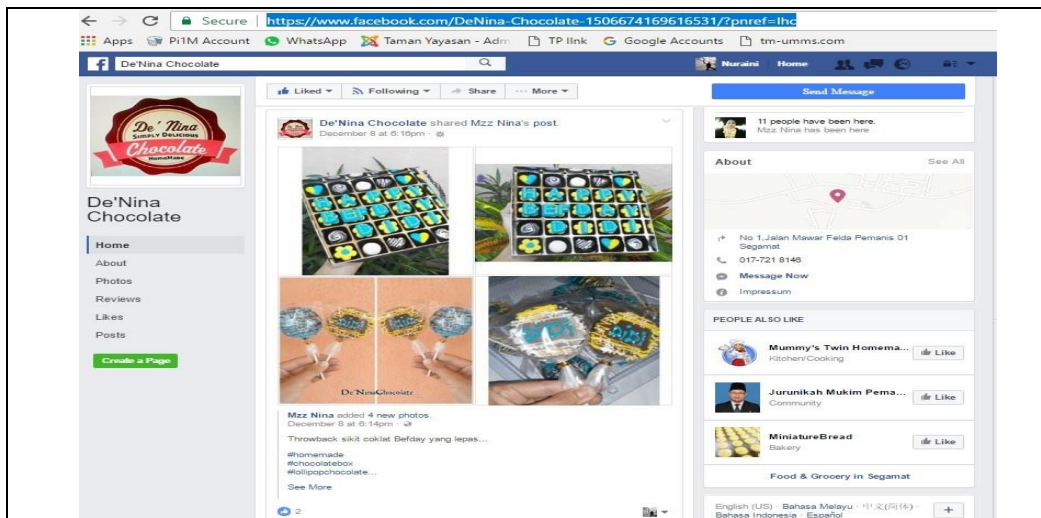 Secure | https://www.facebook.com/DeNina-Chocolate-1506674169616531/?pnref=lhc
Apps Pi1M Account WhatsApp Taman Yayasan - Adm TP lInk Google Accounts tm-umms.com
De'Nina Chocolate
Nuraini Home
Liked Following Share More
Send Message
De' Nina
SIMPLY DELICIOUS
Chocolate
HomeMade
De'Nina
Chocolate
Home
About
Photos
Reviews
Likes
Posts
Create a Page
De'Nina Chocolate shared Mzz Nina's post.
December 8 at 6:16pm ·
HAPPY
BEFDAY
DIDI
HAPPY
BEFDAY
DIDI
De'NinaChocolate
Mzz Nina added 4 new photos.
December 8 at 6:14pm ·
Throwback sikit coklat Befday yang lepas...
#homemade
#chocolatebox
#lollipopchocolate...
See More
2
11 people have been here.
Mzz Nina has been here
About See All
No 1,Jalan Mawar Felda Pemanis 01
Segamat
017-721 8146
Message Now
Impressum
PEOPLE ALSO LIKE
Mummy's Twin Homema...
Kitchen/Cooking
Like
Jurunikah Mukim Pema...
Community
Like
MiniatureBread
Bakery
Like
Food & Grocery in Segamat
English (US) · Bahasa Melayu · 中文(简体) ·
Bahasa Indonesia · Español